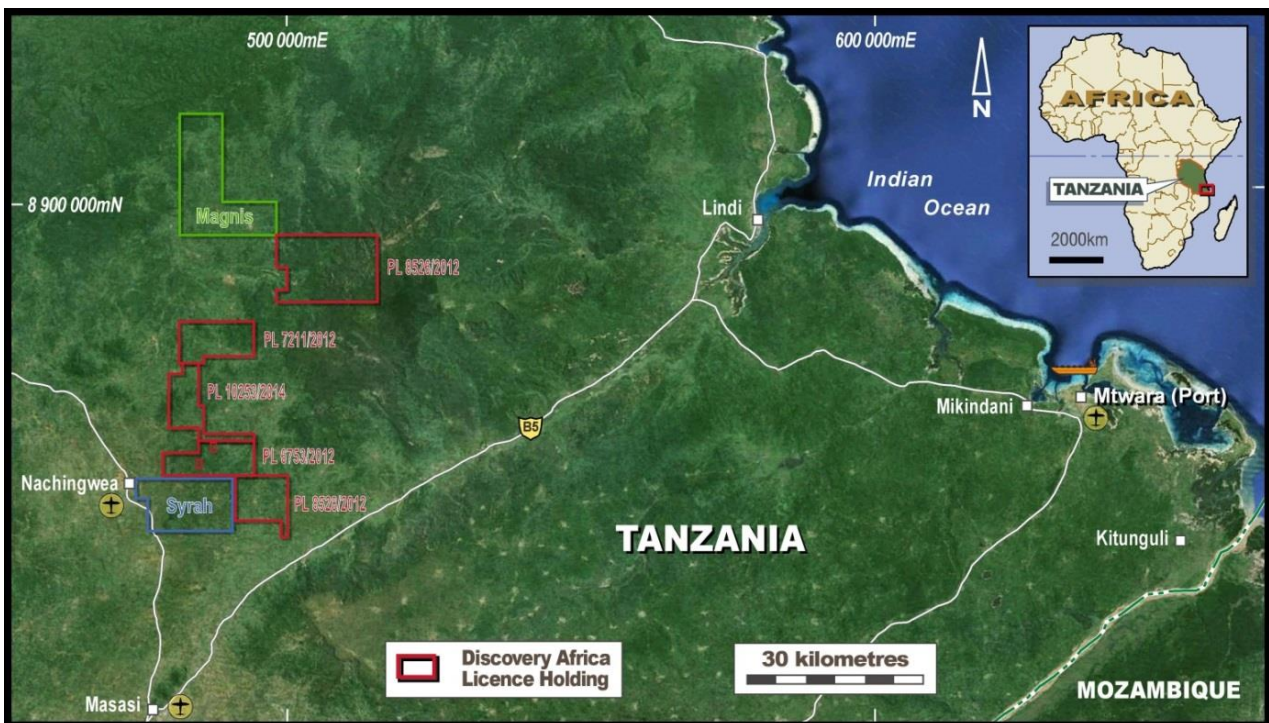 500 000mE
600 000mE
N
AFRICA
TANZANIA
2000km
8 900 000mN
Magnis
Lindi
Indian
Ocean
PL 8526/2012
PL 7211/2012
PL 10253/2014
Mikindani
Mtwara (Port)
B5
PL 6753/2012
Nachingwea
Syrah
PL 8528/2012
TANZANIA
Kitunguli
Discovery Africa
Licence Holding
30 kilometres
MOZAMBIQUE
Masasi